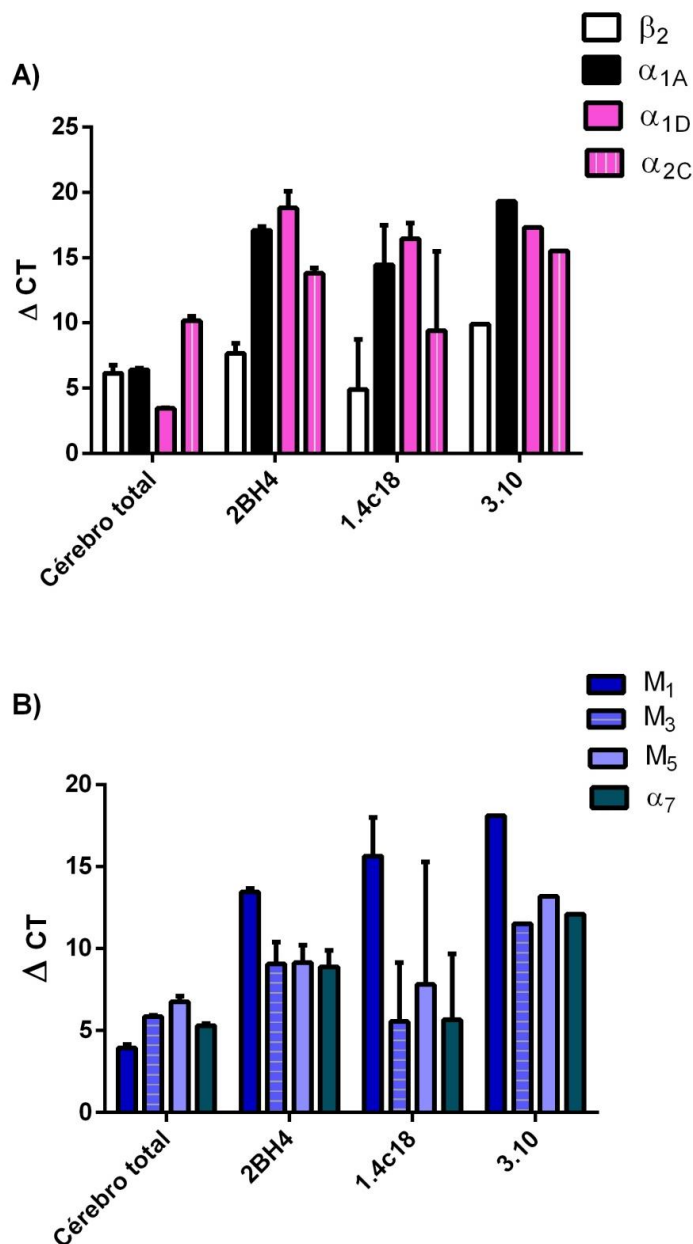 A)
β₂
α₁A
α₁D
α₂C
Δ CT
25
20
15
10
5
0
Cérebro total
2BH4
1.4c18
3.10
B)
M₁
M₃
M₅
α₇
Δ CT
20
15
10
5
0
Cérebro total
2BH4
1.4c18
3.10